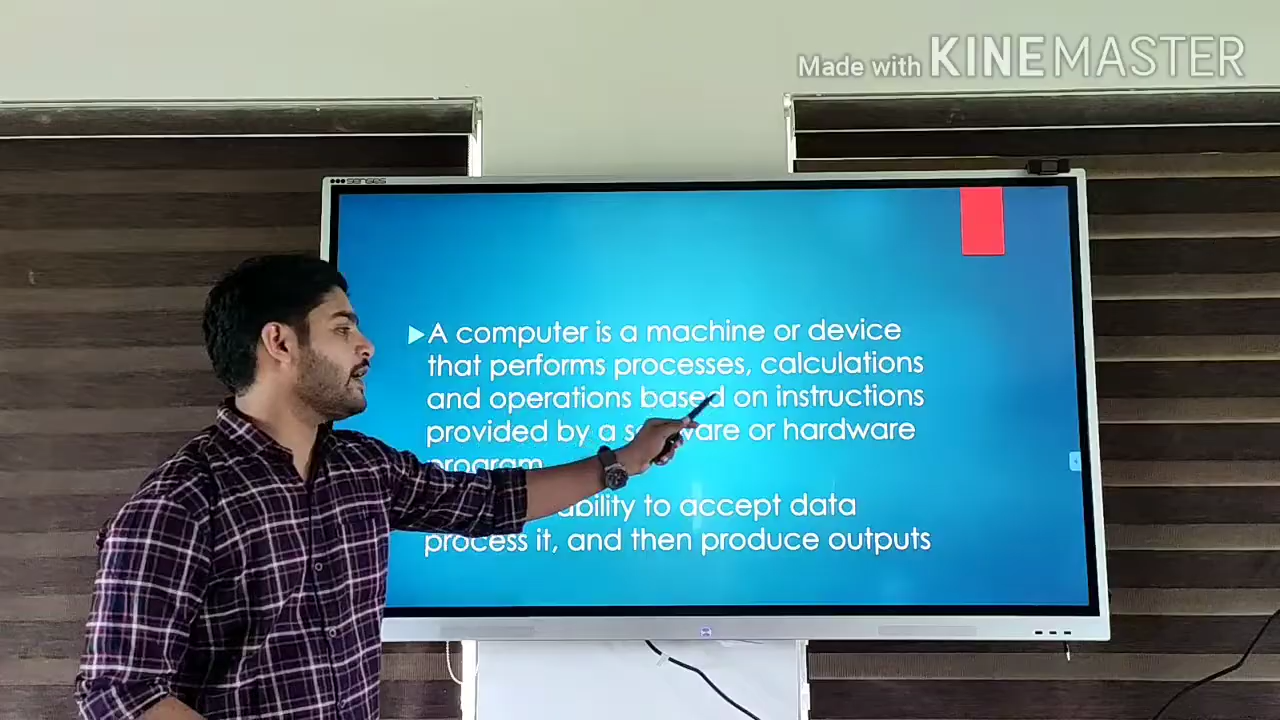 Made with KINEMASTER
A computer is a machine or device
that performs processes, calculations
and operations based on instructions
provided by a or hardware
program
ability to accept data
process it, and then produce outputs